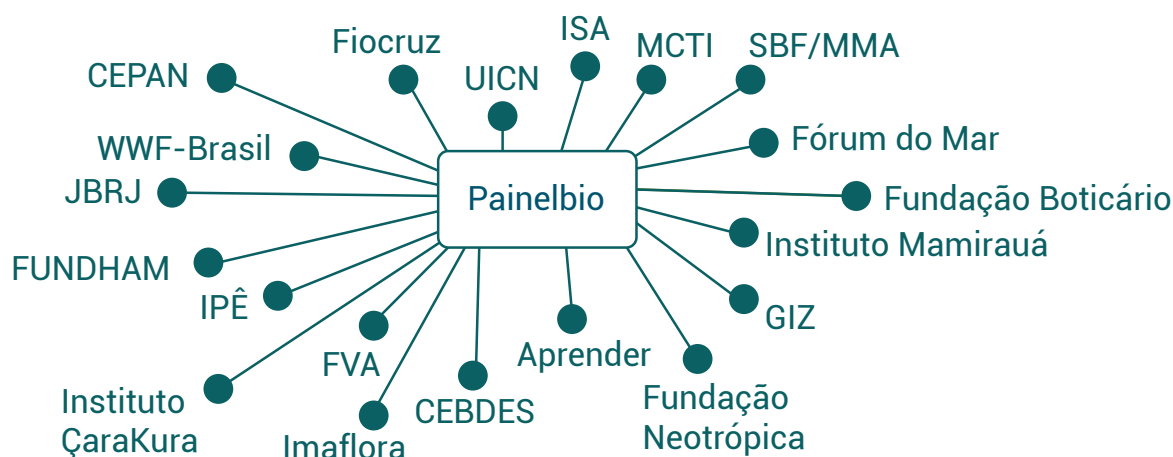 ISA
Fiocruz
MCTI
SBF/MMA
CEPAN
UICN
WWF-Brasil
Fórum do Mar
JBRJ
Painelbio
Fundação Boticário
Instituto Mamirauá
FUNDHAM
IPÊ
GIZ
FVA
Aprender
Instituto
ÇaraKura
CEBDES
Fundação
Neotrópica
Imaflora